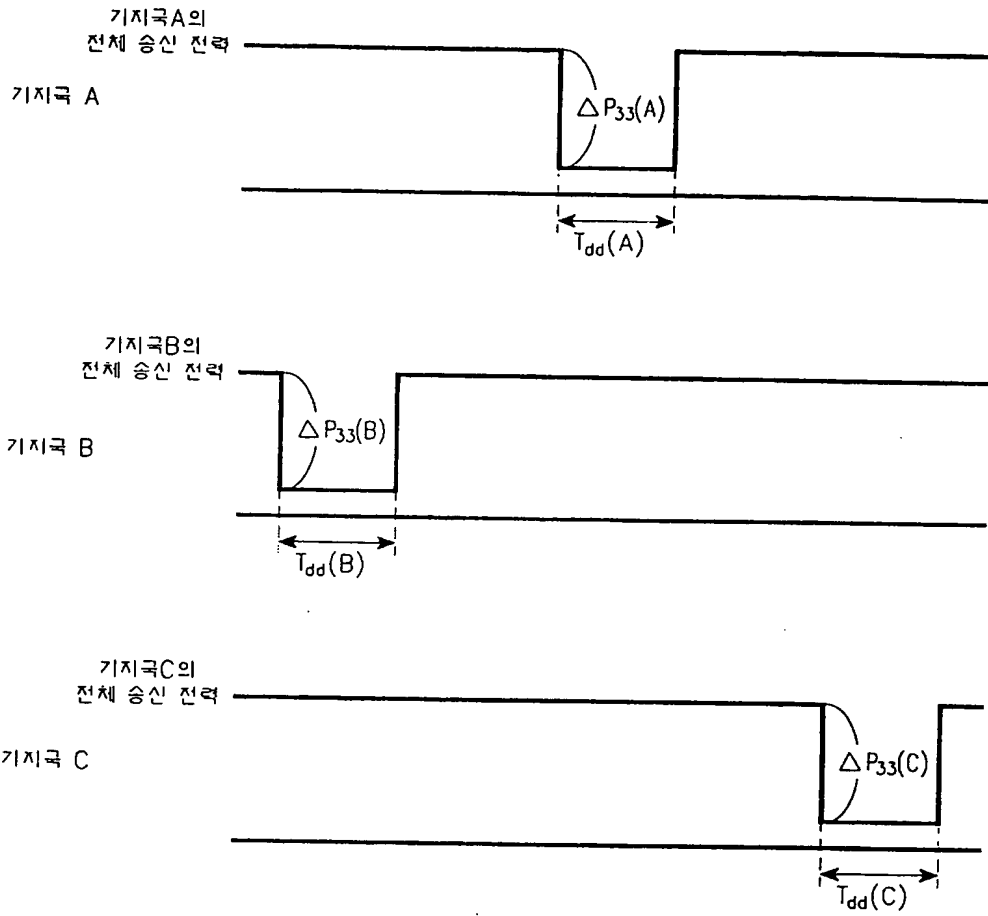 기지국A의
전체 송신 전력
기지국 A
△ P33(A)
Tdd(A)
기지국B의
전체 송신 전력
기지국 B
△ P33(B)
Tdd(B)
기지국C의
전체 송신 전력
기지국 C
△ P33(C)
Tdd(C)